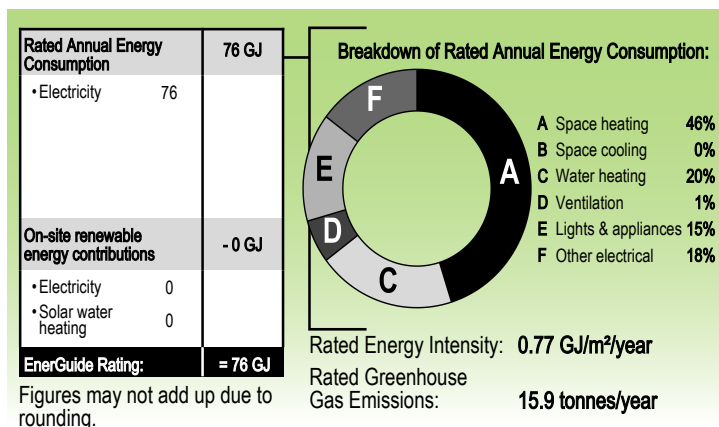 Rated Annual Energy
Consumption
76 GJ
• Electricity 76
On-site renewable
energy contributions
- 0 GJ
• Electricity 0
• Solar water
heating
0
EnerGuide Rating: = 76 GJ
Figures may not add up due to
rounding.
Breakdown of Rated Annual Energy Consumption:
F
E
D
C
A
A Space heating 46%
B Space cooling 0%
C Water heating 20%
D Ventilation 1%
E Lights & appliances 15%
F Other electrical 18%
Rated Energy Intensity: 0.77 GJ/m²/year
Rated Greenhouse
Gas Emissions: 15.9 tonnes/year